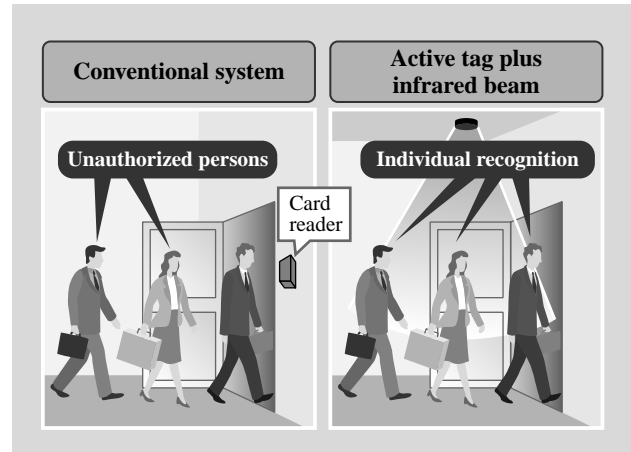 Conventional system
Active tag plus
infrared beam
Unauthorized persons
Card
reader
Individual recognition